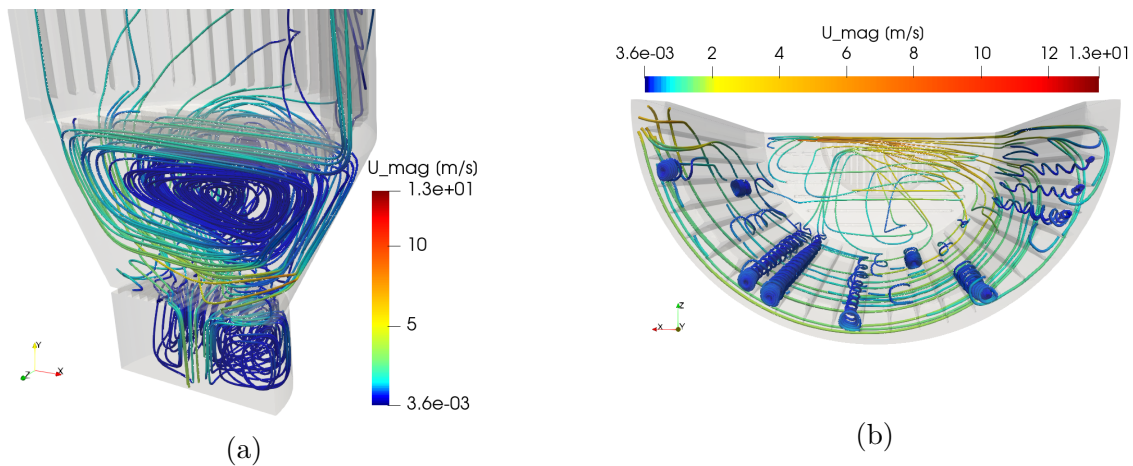 U_mag (m/s)
1.3e+01
10
5
3.6e-03
Y
Z
X
(a)
U_mag (m/s)
3.6e-03
2
4
6
8
10
12
1.3e+01
Z
X
Y
(b)